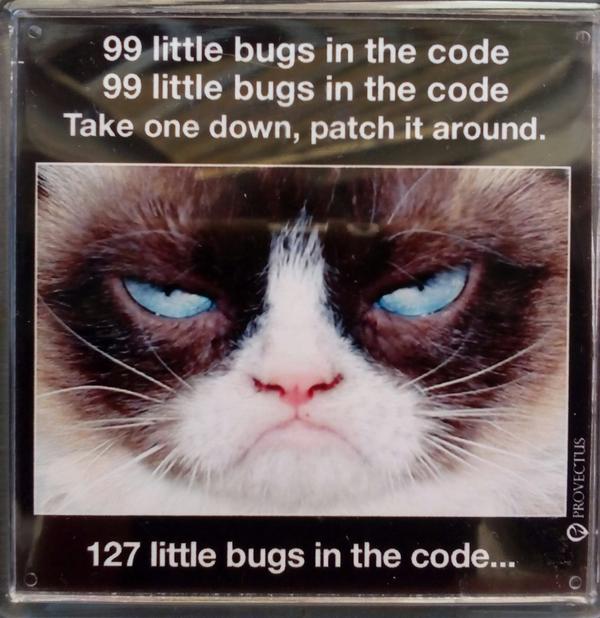 99 little bugs in the code
99 little bugs in the code
Take one down, patch it around.
PROVECTUS
127 little bugs in the code...